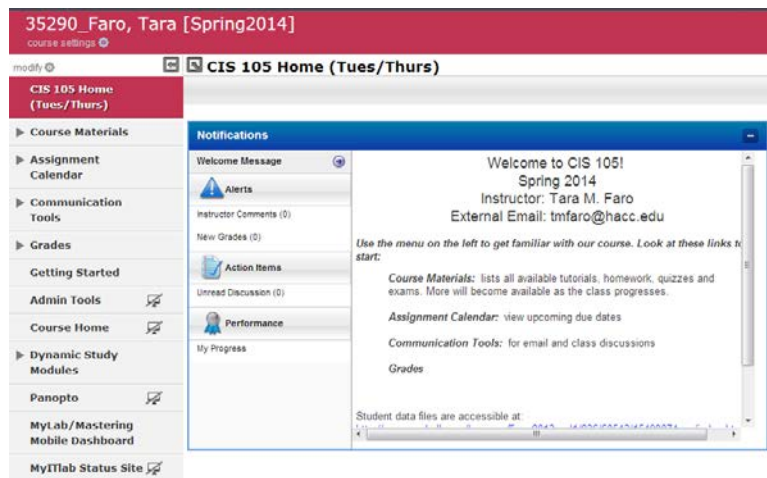 35290_Faro, Tara [Spring2014]
course settings
modify
CIS 105 Home (Tues/Thurs)
CIS 105 Home
(Tues/Thurs)
Course Materials
Assignment
Calendar
Communication
Tools
Grades
Getting Started
Admin Tools
Course Home
Dynamic Study
Modules
Panopto
MyLab/Mastering
Mobile Dashboard
MyITlab Status Site
Notifications
Welcome Message
Alerts
Instructor Comments (0)
New Grades (0)
Action Items
Unread Discussion (0)
Performance
My Progress
Welcome to CIS 105!
Spring 2014
Instructor: Tara M. Faro
External Email: tmfaro@hacc.edu
Use the menu on the left to get familiar with our course. Look at these links to
start:
Course Materials: lists all available tutorials, homework, quizzes and
exams. More will become available as the class progresses.
Assignment Calendar: view upcoming due dates
Communication Tools: for email and class discussions
Grades
Student data files are accessible at: